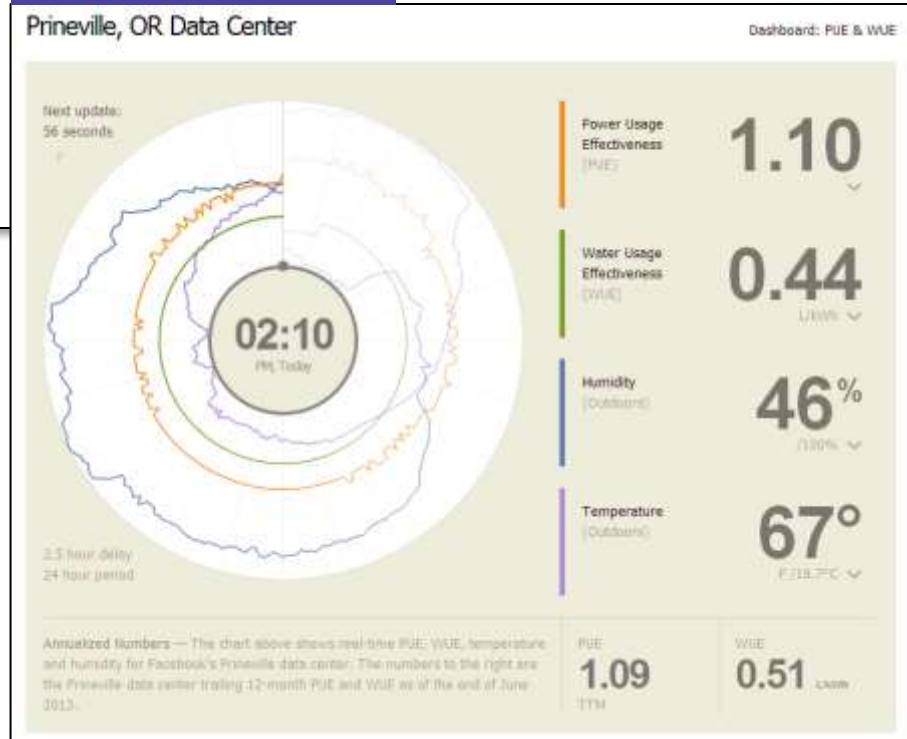 Prineville, OR Data Center
Dashboard: PUE & WUE
Next update:
56 seconds
02:10
PM, Today
2.5 hour delay
24 hour period
Power Usage
Effectiveness
(PUE)
1.10
Water Usage
Effectiveness
(WUE)
0.44
L/kWh
Humidity
(Outdoors)
46%
/100%
Temperature
(Outdoors)
67°
F /19.7°C
Annualized Numbers — The chart above shows real-time PUE, WUE, temperature
and humidity for Facebook's Prineville data center. The numbers to the right are
the Prineville data center trailing 12-month PUE and WUE as of the end of June
2013.
PUE
1.09
TTM
WUE
0.51 L/kWh